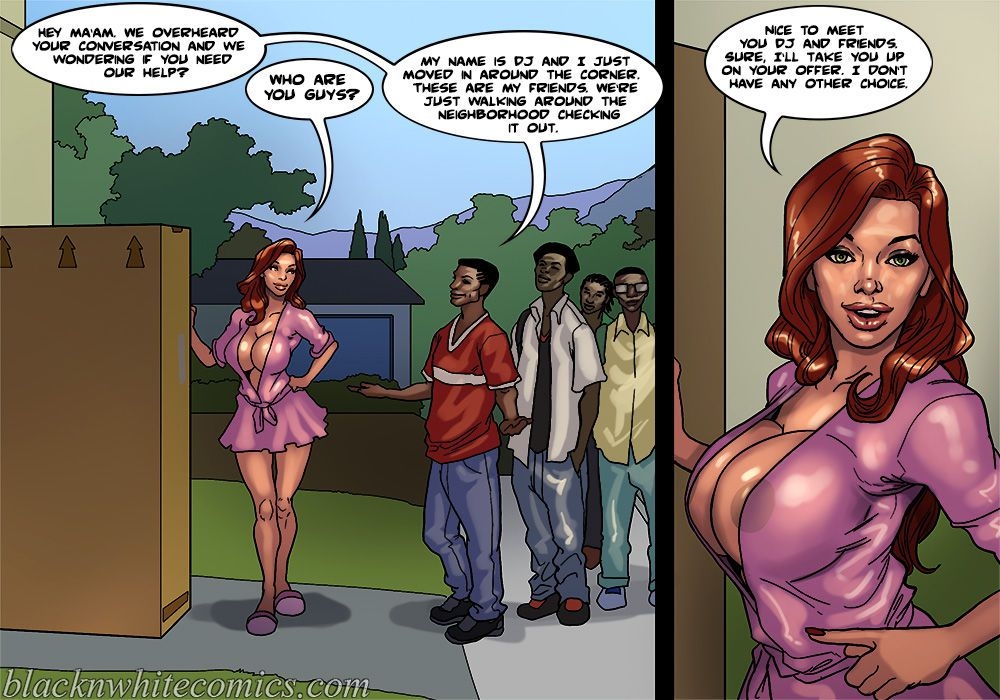 HEY MA'AM. WE OVERHEARD
YOUR CONVERSATION AND WE
WONDERING IF YOU NEED
OUR HELP?
WHO ARE
YOU GUYS?
MY NAME IS DJ AND I JUST
MOVED IN AROUND THE CORNER.
THESE ARE MY FRIENDS. WE'RE
JUST WALKING AROUND THE
NEIGHBORHOOD CHECKING
IT OUT.
NICE TO MEET
YOU DJ AND FRIENDS.
SURE, I'LL TAKE YOU UP
ON YOUR OFFER. I DON'T
HAVE ANY OTHER CHOICE.
blacknwhitecomics.com